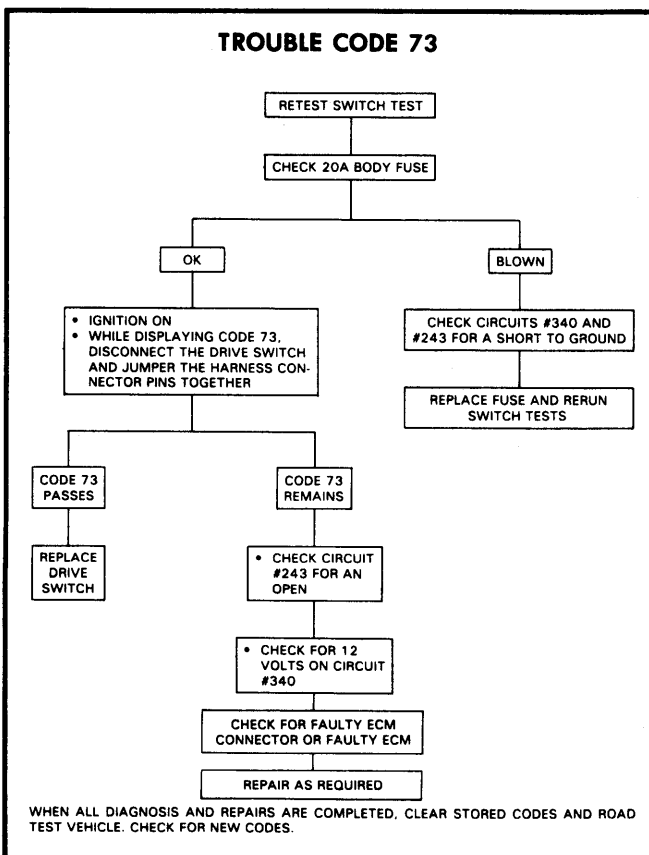 TROUBLE CODE 73
RETEST SWITCH TEST
CHECK 20A BODY FUSE
OK
BLOWN
• IGNITION ON
• WHILE DISPLAYING CODE 73,
DISCONNECT THE DRIVE SWITCH
AND JUMPER THE HARNESS CON-
NECTOR PINS TOGETHER
CHECK CIRCUITS #340 AND
#243 FOR A SHORT TO GROUND
REPLACE FUSE AND RERUN
SWITCH TESTS
CODE 73
PASSES
CODE 73
REMAINS
REPLACE
DRIVE
SWITCH
• CHECK CIRCUIT
#243 FOR AN
OPEN
• CHECK FOR 12
VOLTS ON CIRCUIT
#340
CHECK FOR FAULTY ECM
CONNECTOR OR FAULTY ECM
REPAIR AS REQUIRED
WHEN ALL DIAGNOSIS AND REPAIRS ARE COMPLETED, CLEAR STORED CODES AND ROAD
TEST VEHICLE. CHECK FOR NEW CODES.